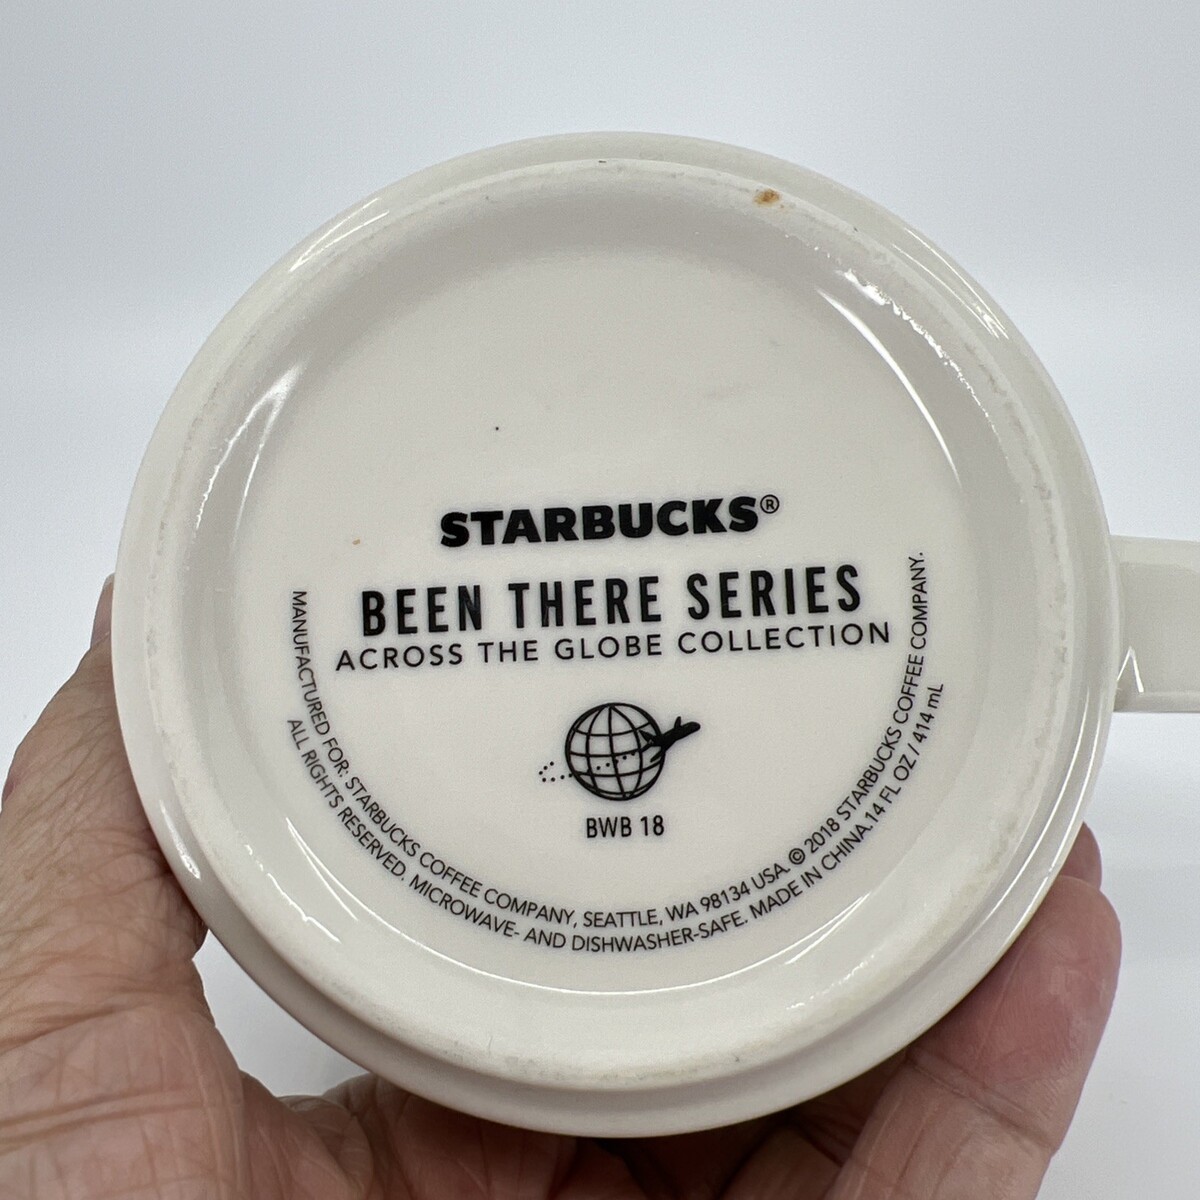 STARBUCKS®
BEEN THERE SERIES
ACROSS THE GLOBE COLLECTION
BWB 18
MANUFACTURED FOR: STARBUCKS COFFEE COMPANY, SEATTLE, WA 98134 USA. © 2018 STARBUCKS COFFEE COMPANY.
ALL RIGHTS RESERVED. MICROWAVE- AND DISHWASHER-SAFE. MADE IN CHINA.14 FL OZ / 414 mL